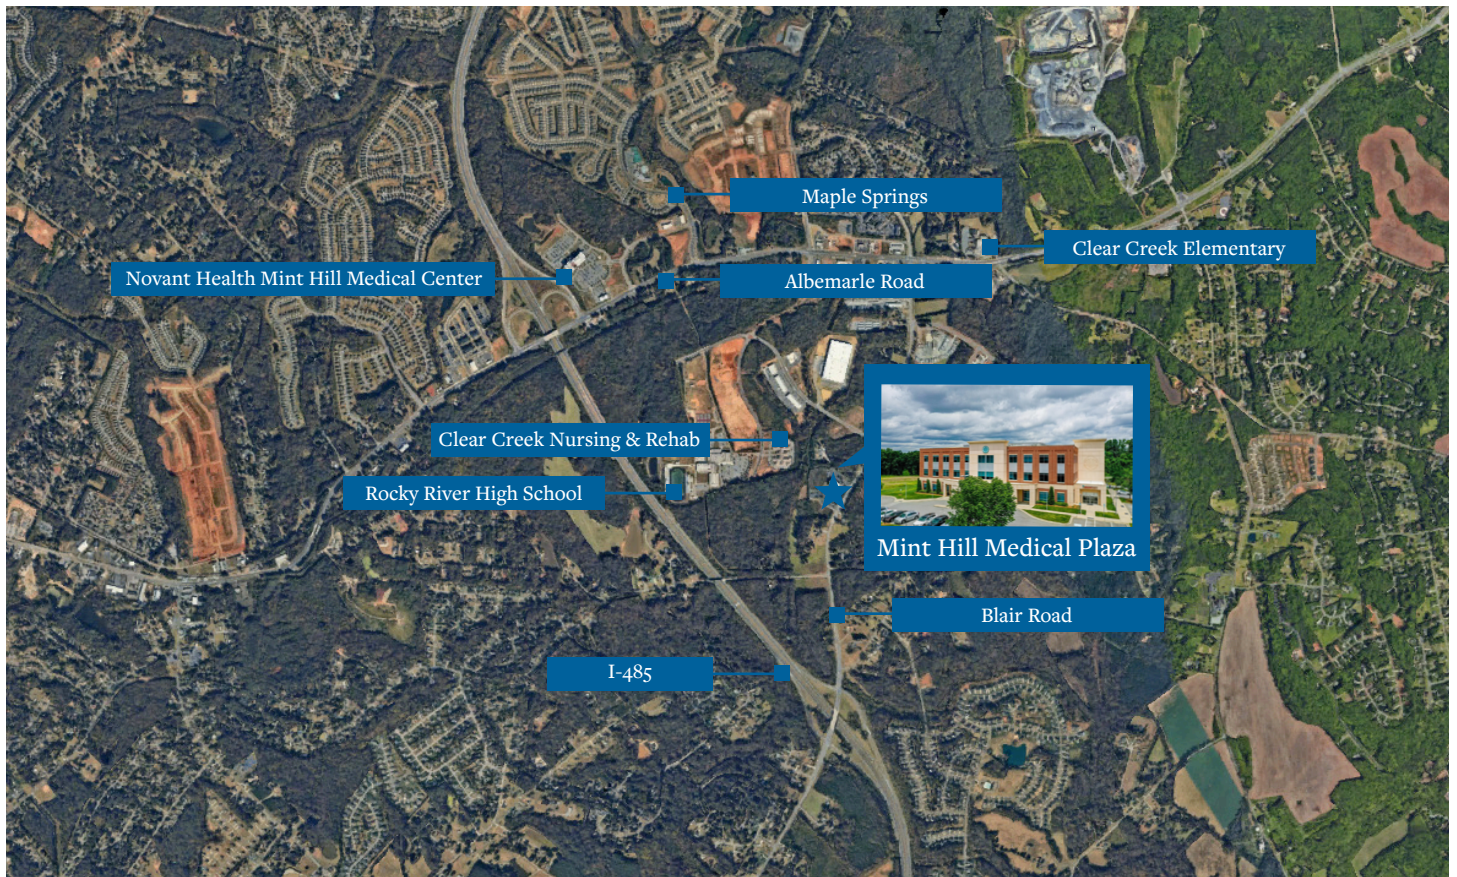 Maple Springs
Clear Creek Elementary
Novant Health Mint Hill Medical Center
Albemarle Road
Clear Creek Nursing & Rehab
Rocky River High School
Mint Hill Medical Plaza
Blair Road
I-485